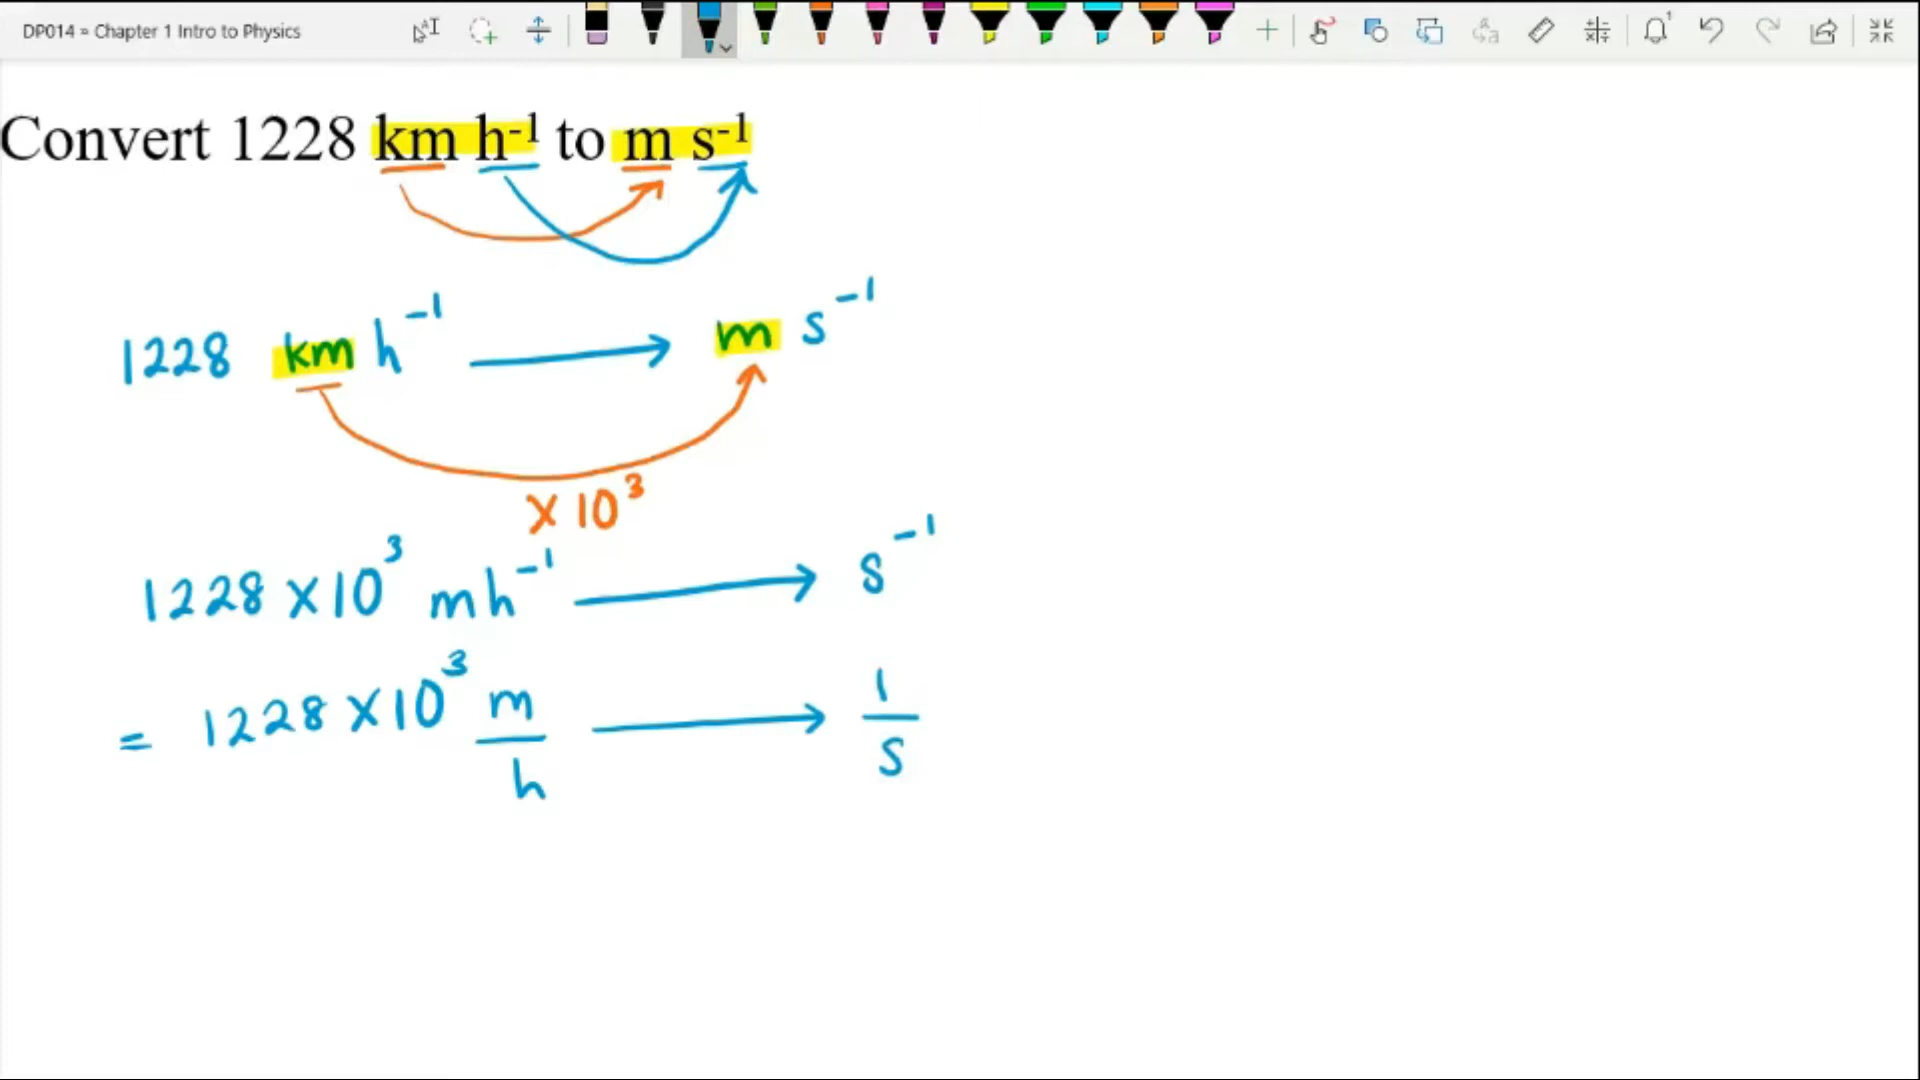 DP014 » Chapter 1 Intro to Physics
Convert 1228 km h⁻¹ to m s⁻¹
1228 km h⁻¹ → m s⁻¹
× 10³
1228 × 10³ m h⁻¹ → s⁻¹
= 1228 × 10³ m/h → 1/s